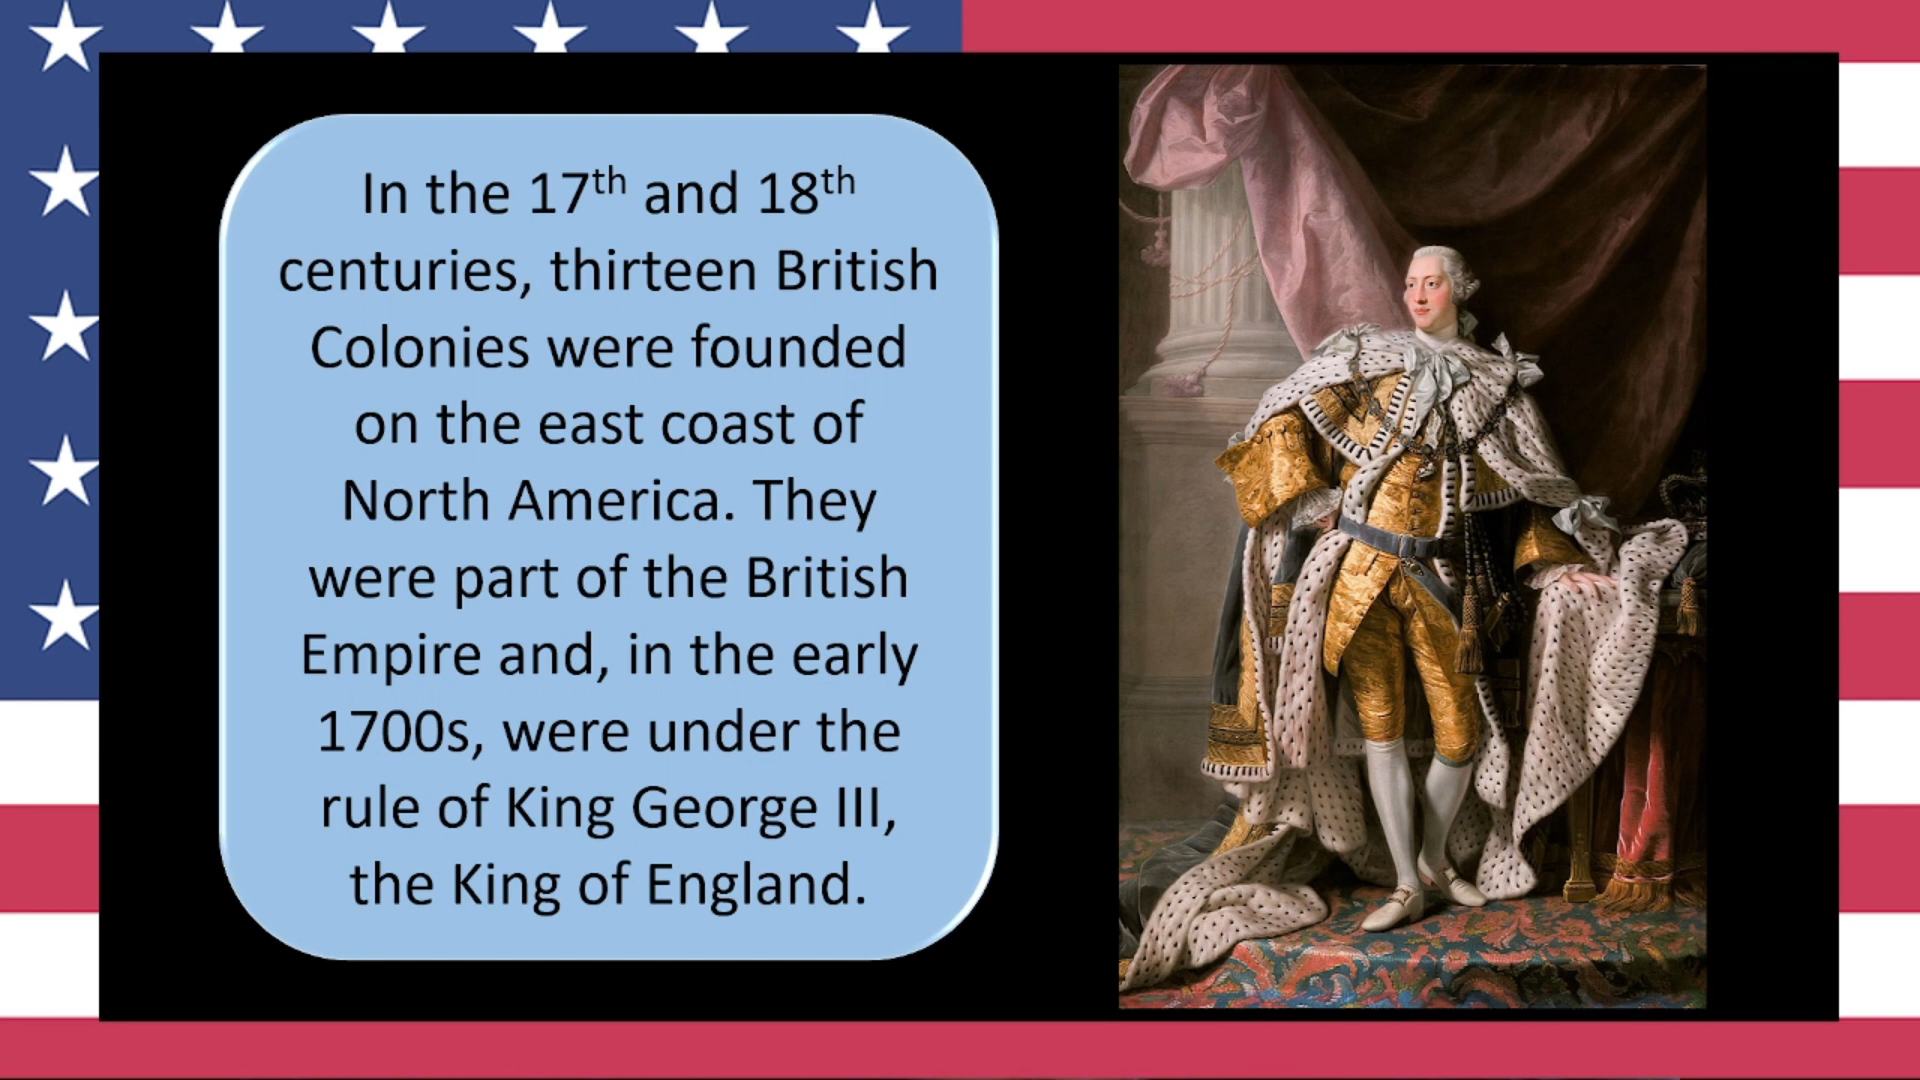 In the 17th and 18th
centuries, thirteen British
Colonies were founded
on the east coast of
North America. They
were part of the British
Empire and, in the early
1700s, were under the
rule of King George III,
the King of England.